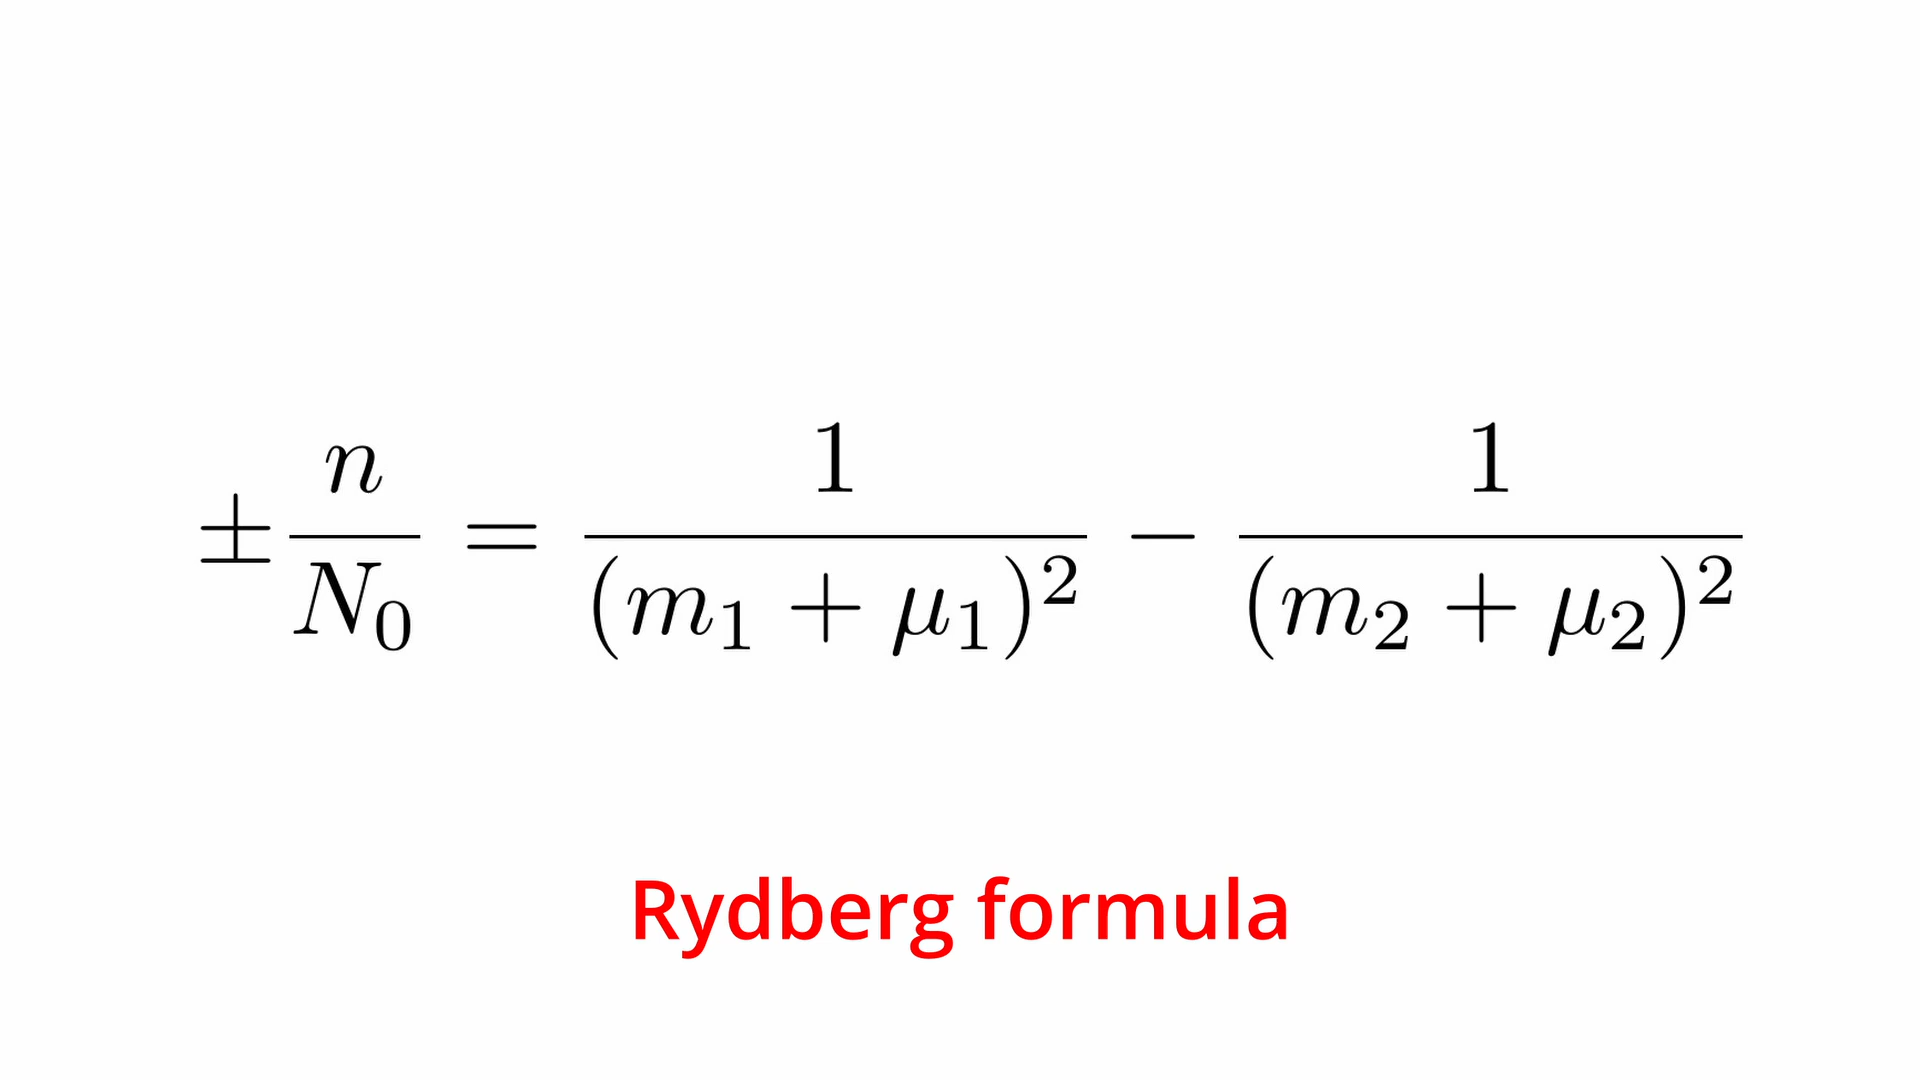 ± n/N₀ = 1/(m₁ + μ₁)² − 1/(m₂ + μ₂)²
Rydberg formula